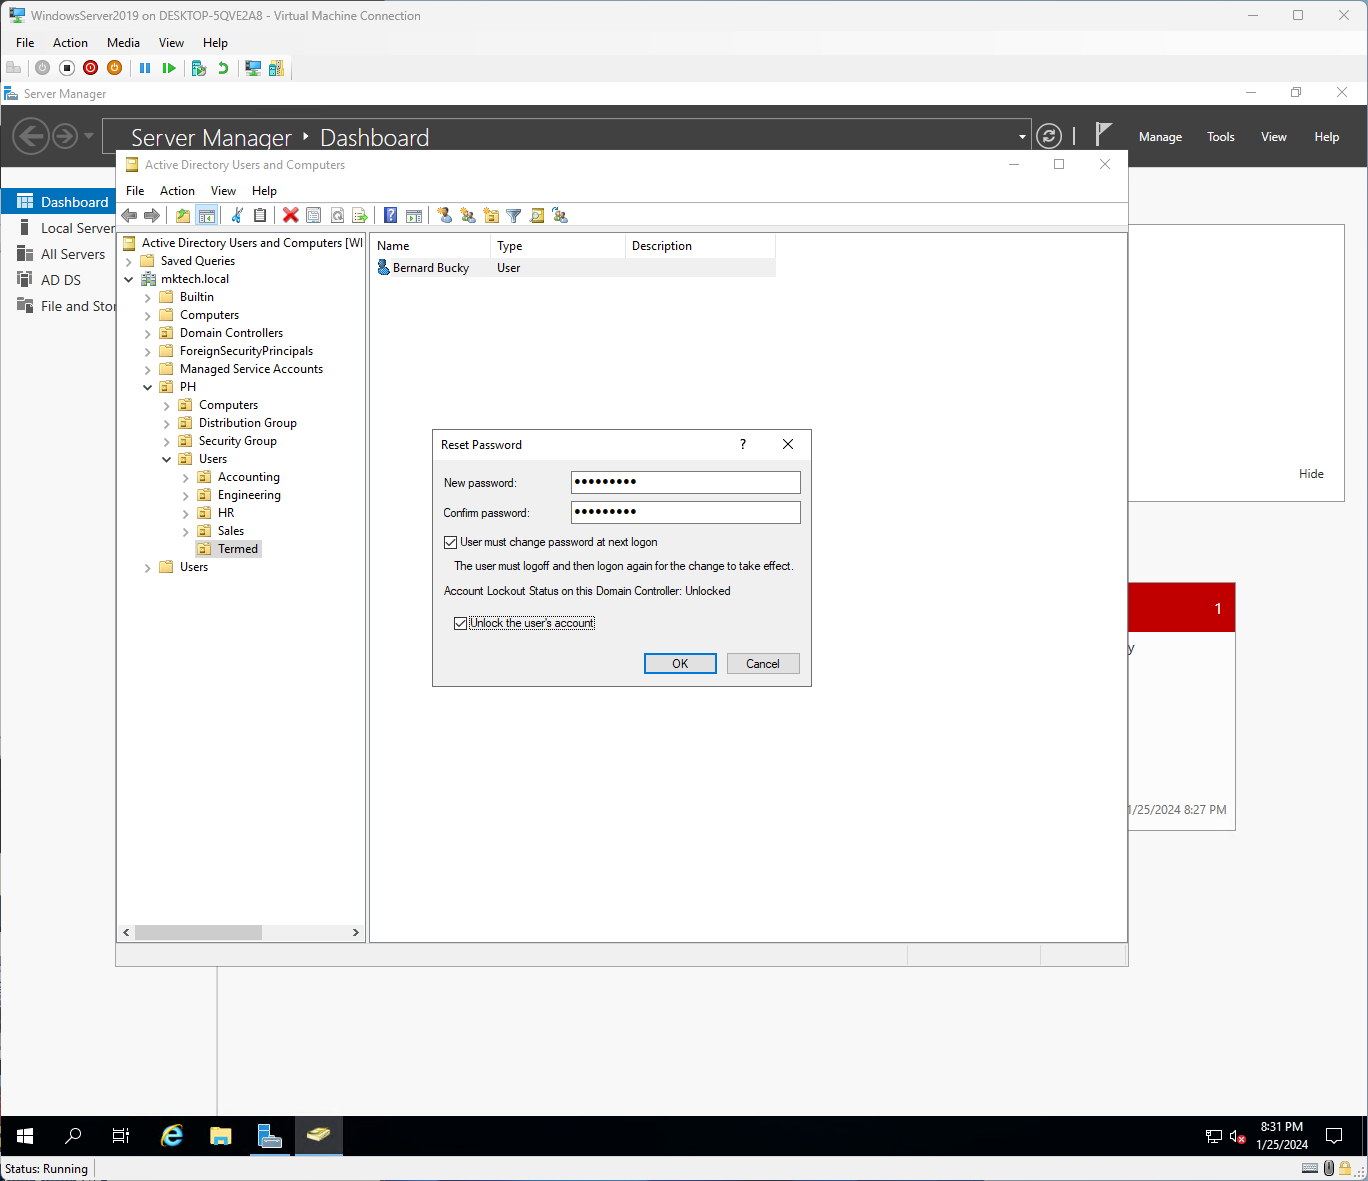 WindowsServer2019 on DESKTOP-5QVE2A8 - Virtual Machine Connection
File Action Media View Help
Server Manager
Server Manager ‣ Dashboard
Manage Tools View Help
Active Directory Users and Computers
File Action View Help
Dashboard
Local Server
All Servers
AD DS
File and Stor
Active Directory Users and Computers [WI
Saved Queries
mktech.local
Builtin
Computers
Domain Controllers
ForeignSecurityPrincipals
Managed Service Accounts
PH
Computers
Distribution Group
Security Group
Users
Accounting
Engineering
HR
Sales
Termed
Users
Name Type Description
Bernard Bucky User
Reset Password
?
New password: •••••••••
Confirm password: •••••••••
User must change password at next logon
The user must logoff and then logon again for the change to take effect.
Account Lockout Status on this Domain Controller: Unlocked
Unlock the user's account
OK Cancel
Hide
1
y
1/25/2024 8:27 PM
8:31 PM
1/25/2024
Status: Running